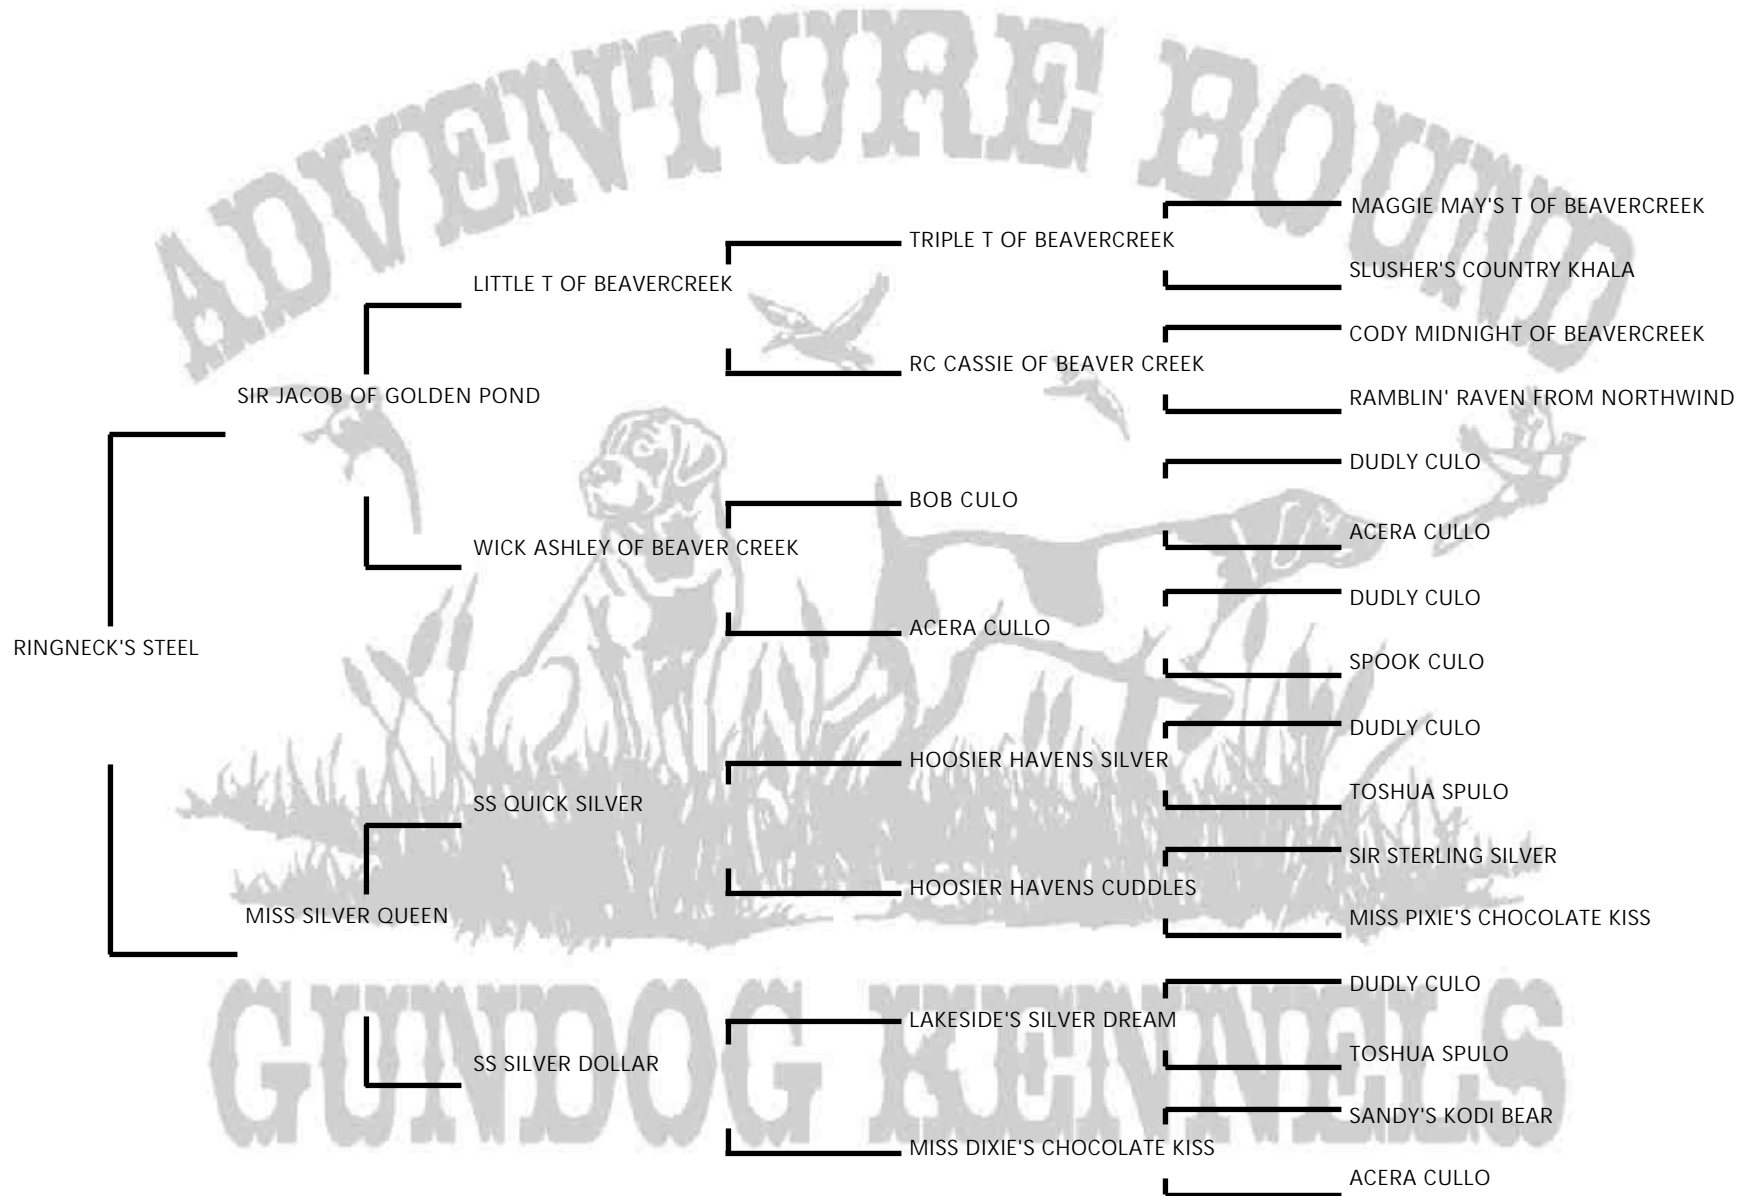 ADVENTURE BOUND
MAGGIE MAY'S T OF BEAVERCREEK
TRIPLE T OF BEAVERCREEK
SLUSHER'S COUNTRY KHALA
LITTLE T OF BEAVERCREEK
CODY MIDNIGHT OF BEAVERCREEK
RC CASSIE OF BEAVER CREEK
RAMBLIN' RAVEN FROM NORTHWIND
SIR JACOB OF GOLDEN POND
DUDLY CULO
BOB CULO
ACERA CULLO
WICK ASHLEY OF BEAVER CREEK
DUDLY CULO
ACERA CULLO
SPOOK CULO
RINGNECK'S STEEL
DUDLY CULO
HOOSIER HAVENS SILVER
TOSHUA SPULO
SS QUICK SILVER
SIR STERLING SILVER
HOOSIER HAVENS CUDDLES
MISS PIXIE'S CHOCOLATE KISS
MISS SILVER QUEEN
DUDLY CULO
LAKESIDE'S SILVER DREAM
TOSHUA SPULO
SS SILVER DOLLAR
SANDY'S KODI BEAR
MISS DIXIE'S CHOCOLATE KISS
ACERA CULLO
GUNDOG KENNELS